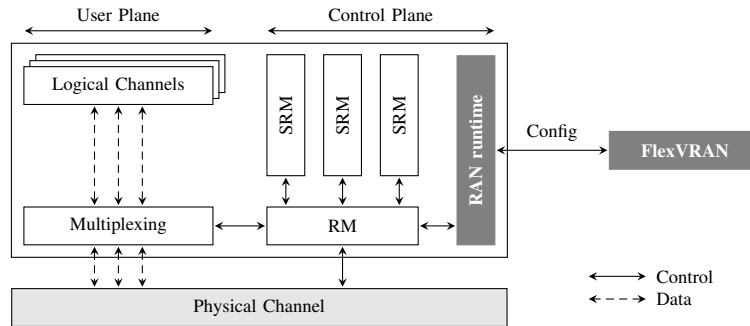 User Plane
Control Plane
Logical Channels
SRM
SRM
SRM
RAN runtime
Config
FlexVRAN
Multiplexing
RM
Physical Channel
Control
Data